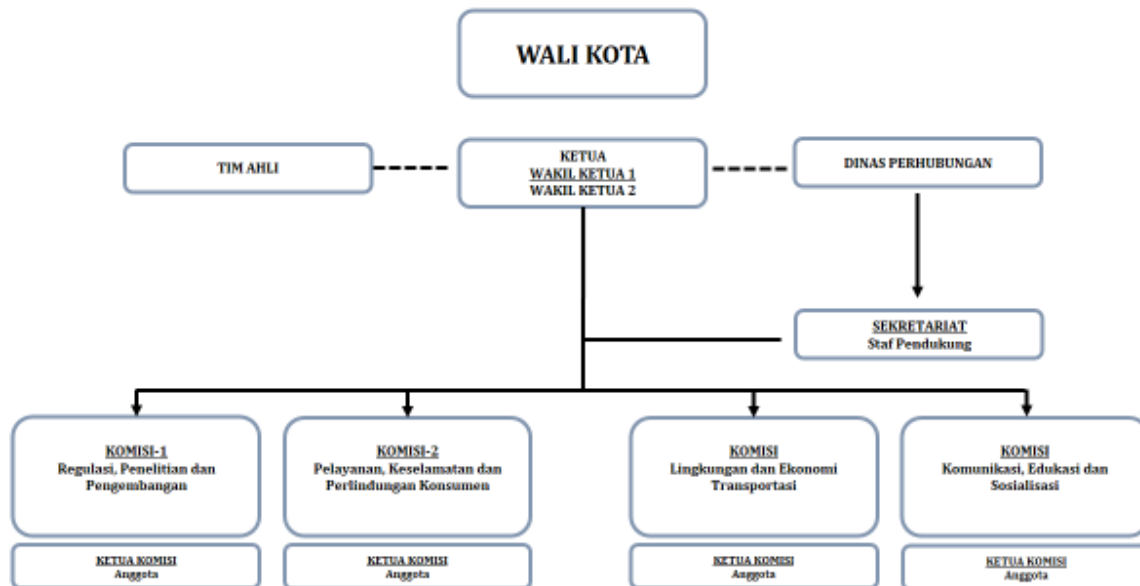 WALI KOTA
TIM AHLI
KETUA
WAKIL KETUA 1
WAKIL KETUA 2
DINAS PERHUBUNGAN
SEKRETARIAT
Staf Pendukung
KOMISI-1
Regulasi, Penelitian dan
Pengembangan
KOMISI-2
Pelayanan, Keselamatan dan
Perlindungan Konsumen
KOMISI
Lingkungan dan Ekonomi
Transportasi
KOMISI
Komunikasi, Edukasi dan
Sosialisasi
KETUA KOMISI
Anggota
KETUA KOMISI
Anggota
KETUA KOMISI
Anggota
KETUA KOMISI
Anggota